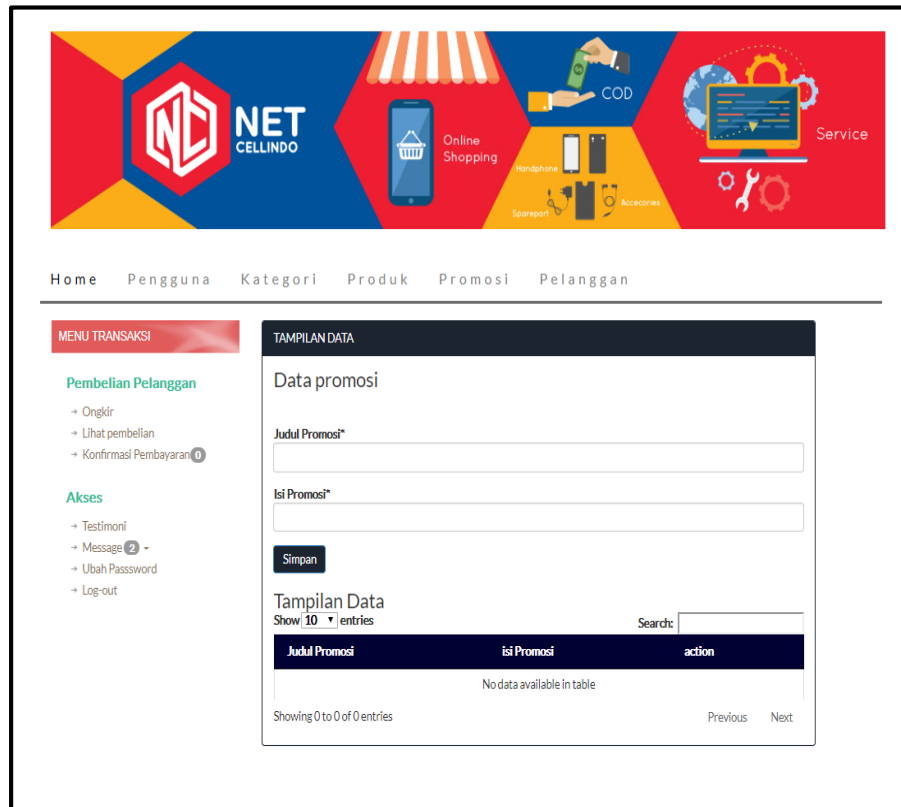 NET
CELLINDO
Online
Shopping
COD
Handphone
Sparepart
Accecories
Service
Home Pengguna Kategori Produk Promosi Pelanggan
MENU TRANSAKSI
Pembelian Pelanggan
→ Ongkir
→ Lihat pembelian
→ Konfirmasi Pembayaran 0
Akses
→ Testimoni
→ Message 2
→ Ubah Passsword
→ Log-out
TAMPILAN DATA
Data promosi
Judul Promosi*
Isi Promosi*
Simpan
Tampilan Data
Show 10 entries Search:
Judul Promosi isi Promosi action
No data available in table
Showing 0 to 0 of 0 entries Previous Next